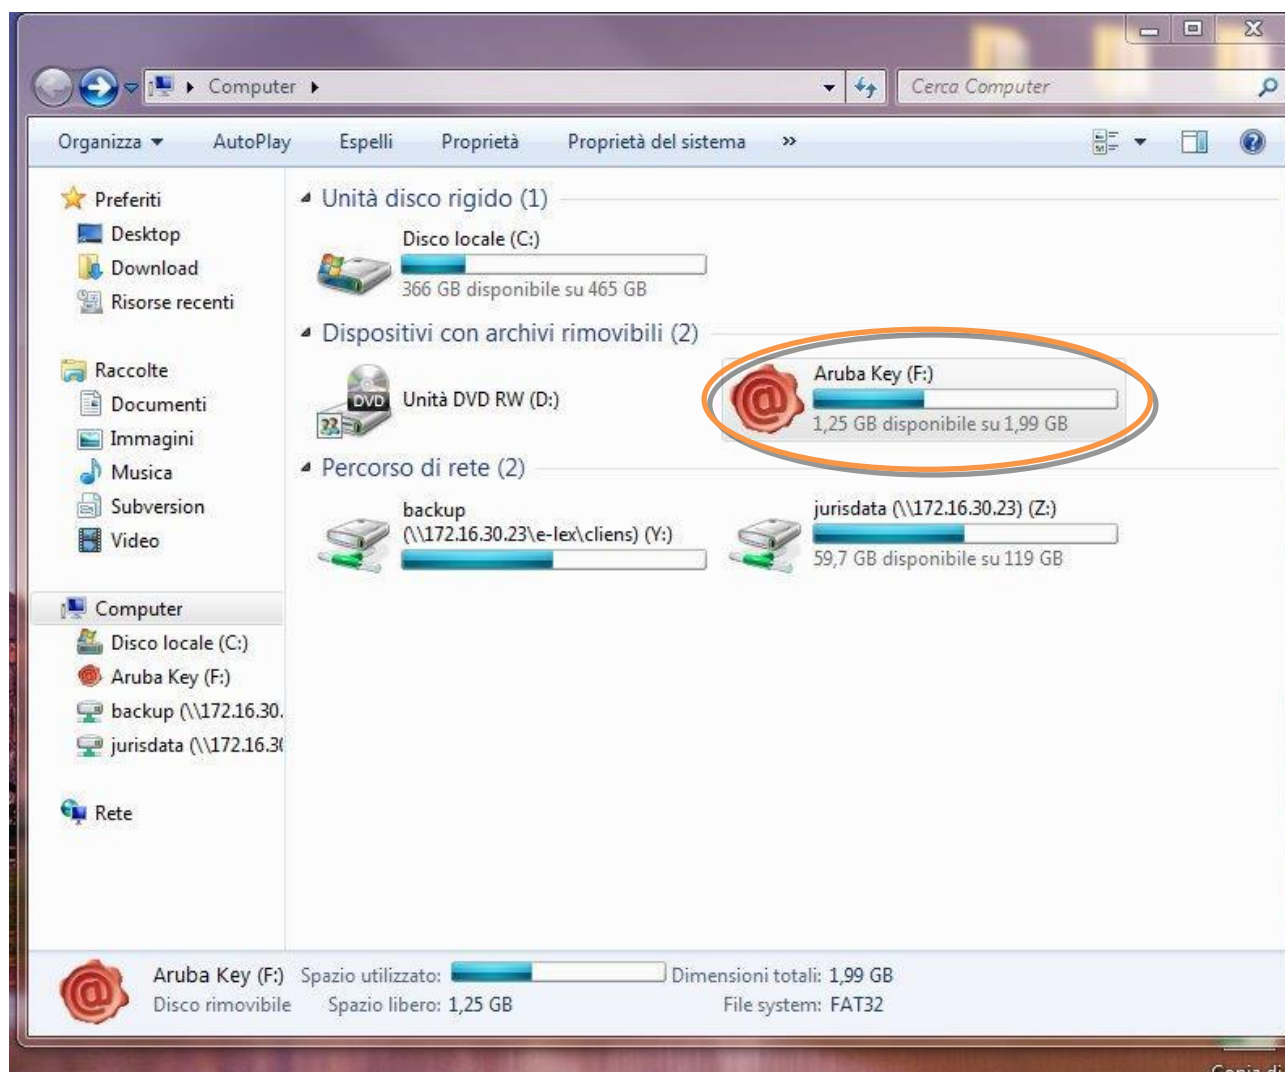 Computer
Cerca Computer
Organizza
AutoPlay
Espelli
Proprietà
Proprietà del sistema
»
Preferiti
Desktop
Download
Risorse recenti
Raccolte
Documenti
Immagini
Musica
Subversion
Video
Computer
Disco locale (C:)
Aruba Key (F:)
backup (\\172.16.30.
jurisdata (\\172.16.3
Rete
Unità disco rigido (1)
Disco locale (C:)
366 GB disponibile su 465 GB
Dispositivi con archivi rimovibili (2)
DVD
Unità DVD RW (D:)
@
Aruba Key (F:)
1,25 GB disponibile su 1,99 GB
Percorso di rete (2)
backup
(\\172.16.30.23\e-lex\cliens) (Y:)
jurisdata (\\172.16.30.23) (Z:)
59,7 GB disponibile su 119 GB
@
Aruba Key (F:) Spazio utilizzato: Dimensioni totali: 1,99 GB
Disco rimovibile Spazio libero: 1,25 GB File system: FAT32